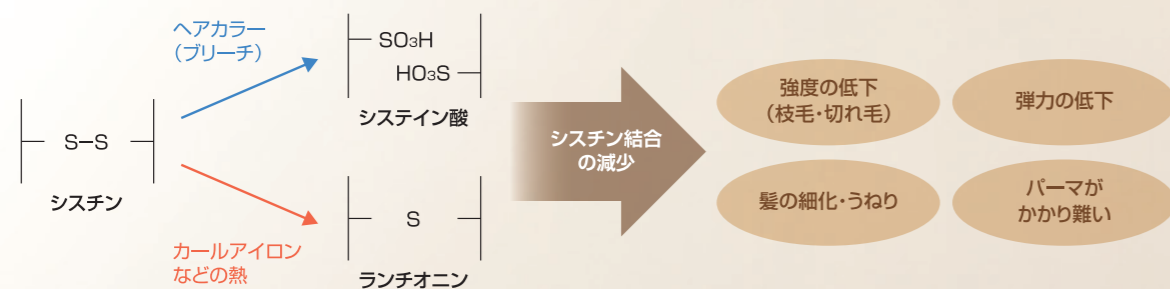 ヘアカラー
（ブリーチ）
SO₃H
HO₃S
システイン酸
S−S
シスチン
カールアイロン
などの熱
S
ランチオニン
シスチン結合
の減少
強度の低下
（枝毛・切れ毛）
弾力の低下
髪の細化・うねり
パーマが
かかり難い